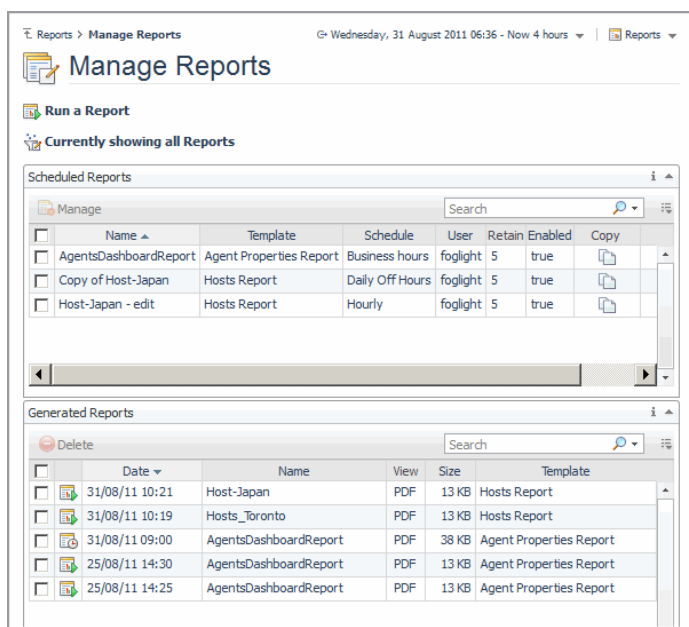 Reports > Manage Reports Wednesday, 31 August 2011 06:36 - Now 4 hours Reports
Manage Reports
Run a Report
Currently showing all Reports
Scheduled Reports
Manage Search
Name Template Schedule User Retain Enabled Copy
AgentsDashboardReport Agent Properties Report Business hours foglight 5 true
Copy of Host-Japan Hosts Report Daily Off Hours foglight 5 true
Host-Japan - edit Hosts Report Hourly foglight 5 true
Generated Reports
Delete Search
Date Name View Size Template
31/08/11 10:21 Host-Japan PDF 13 KB Hosts Report
31/08/11 10:19 Hosts_Toronto PDF 13 KB Hosts Report
31/08/11 09:00 AgentsDashboardReport PDF 38 KB Agent Properties Report
25/08/11 14:30 AgentsDashboardReport PDF 13 KB Agent Properties Report
25/08/11 14:25 AgentsDashboardReport PDF 13 KB Agent Properties Report